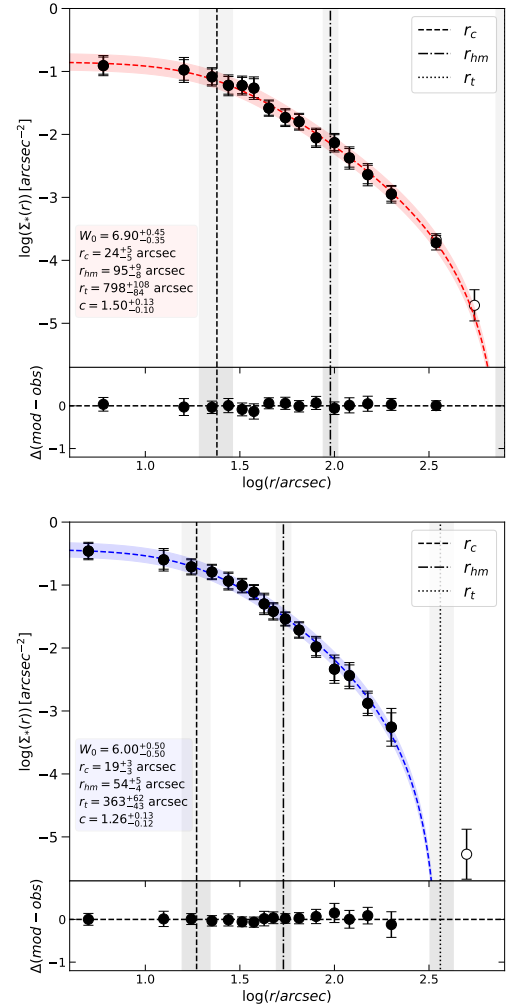 0
−1
−2
−3
−4
−5
log(Σ*(r)) [arcsec⁻²]
r_c
r_hm
r_t
W_0 = 6.90^{+0.45}_{−0.35}
r_c = 24^{+5}_{−5} arcsec
r_hm = 95^{+9}_{−8} arcsec
r_t = 798^{+108}_{−84} arcsec
c = 1.50^{+0.13}_{−0.10}
0
−1
Δ(mod − obs)
1.0 1.5 2.0 2.5
log(r/arcsec)
0
−1
−2
−3
−4
−5
log(Σ*(r)) [arcsec⁻²]
r_c
r_hm
r_t
W_0 = 6.00^{+0.50}_{−0.50}
r_c = 19^{+3}_{−3} arcsec
r_hm = 54^{+5}_{−4} arcsec
r_t = 363^{+62}_{−43} arcsec
c = 1.26^{+0.13}_{−0.12}
0
−1
Δ(mod − obs)
1.0 1.5 2.0 2.5
log(r/arcsec)